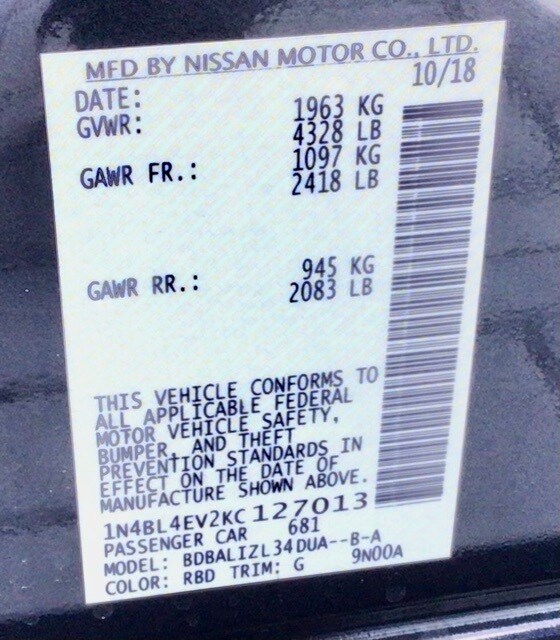 MFD BY NISSAN MOTOR CO., LTD.
DATE: 10/18
GVWR: 1963 KG
4328 LB
GAWR FR.: 1097 KG
2418 LB
GAWR RR.: 945 KG
2083 LB
THIS VEHICLE CONFORMS TO
ALL APPLICABLE FEDERAL
MOTOR VEHICLE SAFETY,
BUMPER, AND THEFT
PREVENTION STANDARDS IN
EFFECT ON THE DATE OF
MANUFACTURE SHOWN ABOVE.
1N4BL4EV2KC127013
PASSENGER CAR 681
MODEL: BDBALIZL34DUA--B-A
COLOR: RBD TRIM: G 9N00A